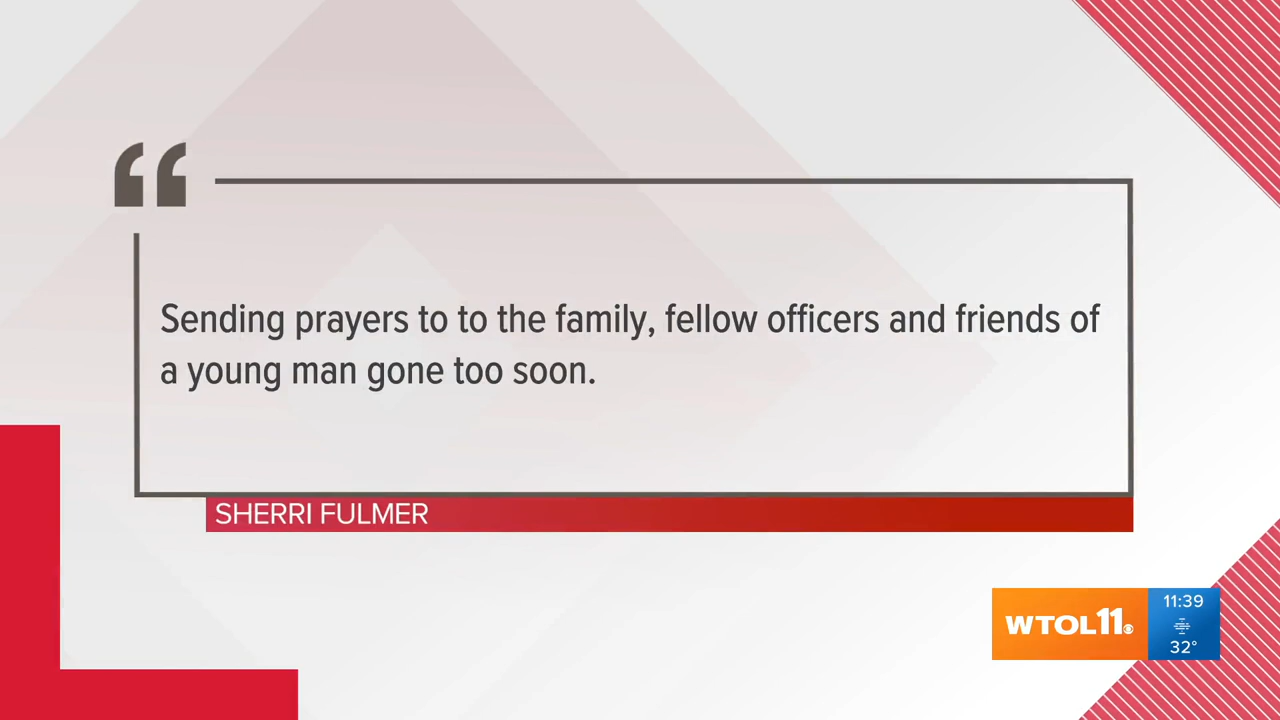 “
Sending prayers to to the family, fellow officers and friends of
a young man gone too soon.
SHERRI FULMER
WTOL11
11:39
32°